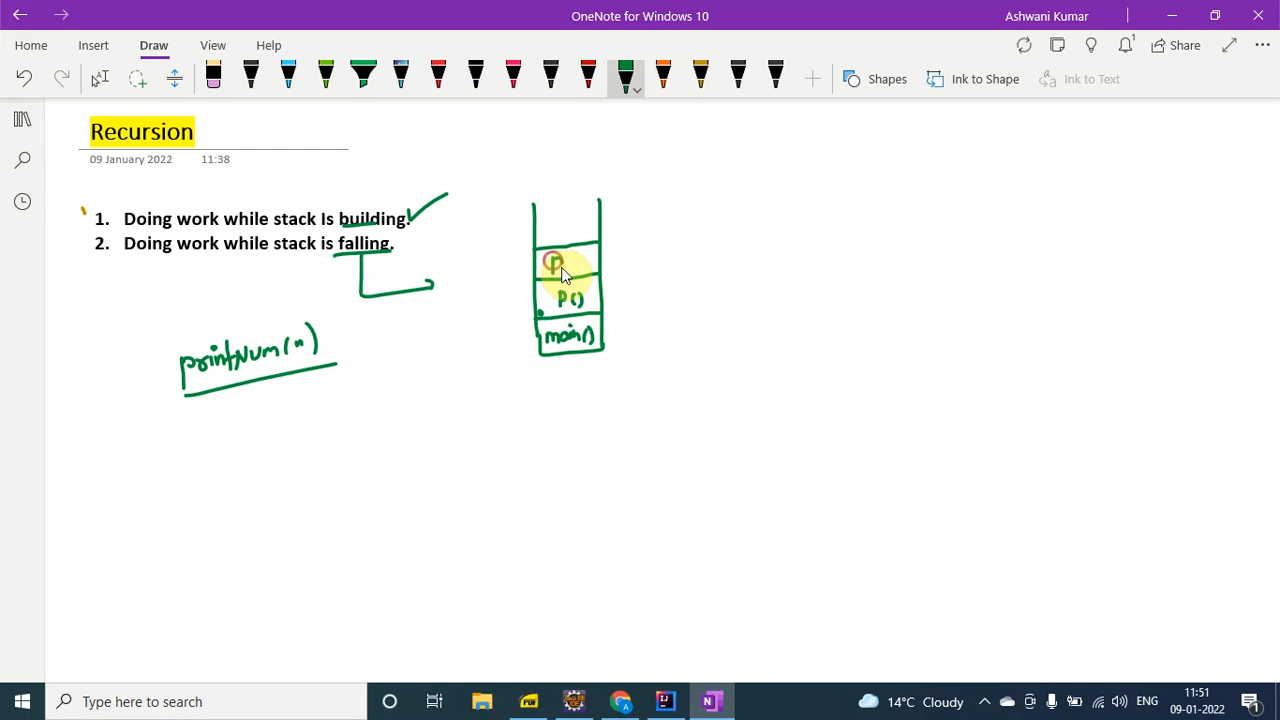 OneNote for Windows 10
Ashwani Kumar
Home
Insert
Draw
View
Help
Share
Shapes
Ink to Shape
Ink to Text
Recursion
09 January 2022 11:38
1. Doing work while stack Is building.
2. Doing work while stack is falling.
P
P()
main()
printNum(n)
Type here to search
14°C Cloudy
ENG
11:51
09-01-2022
1